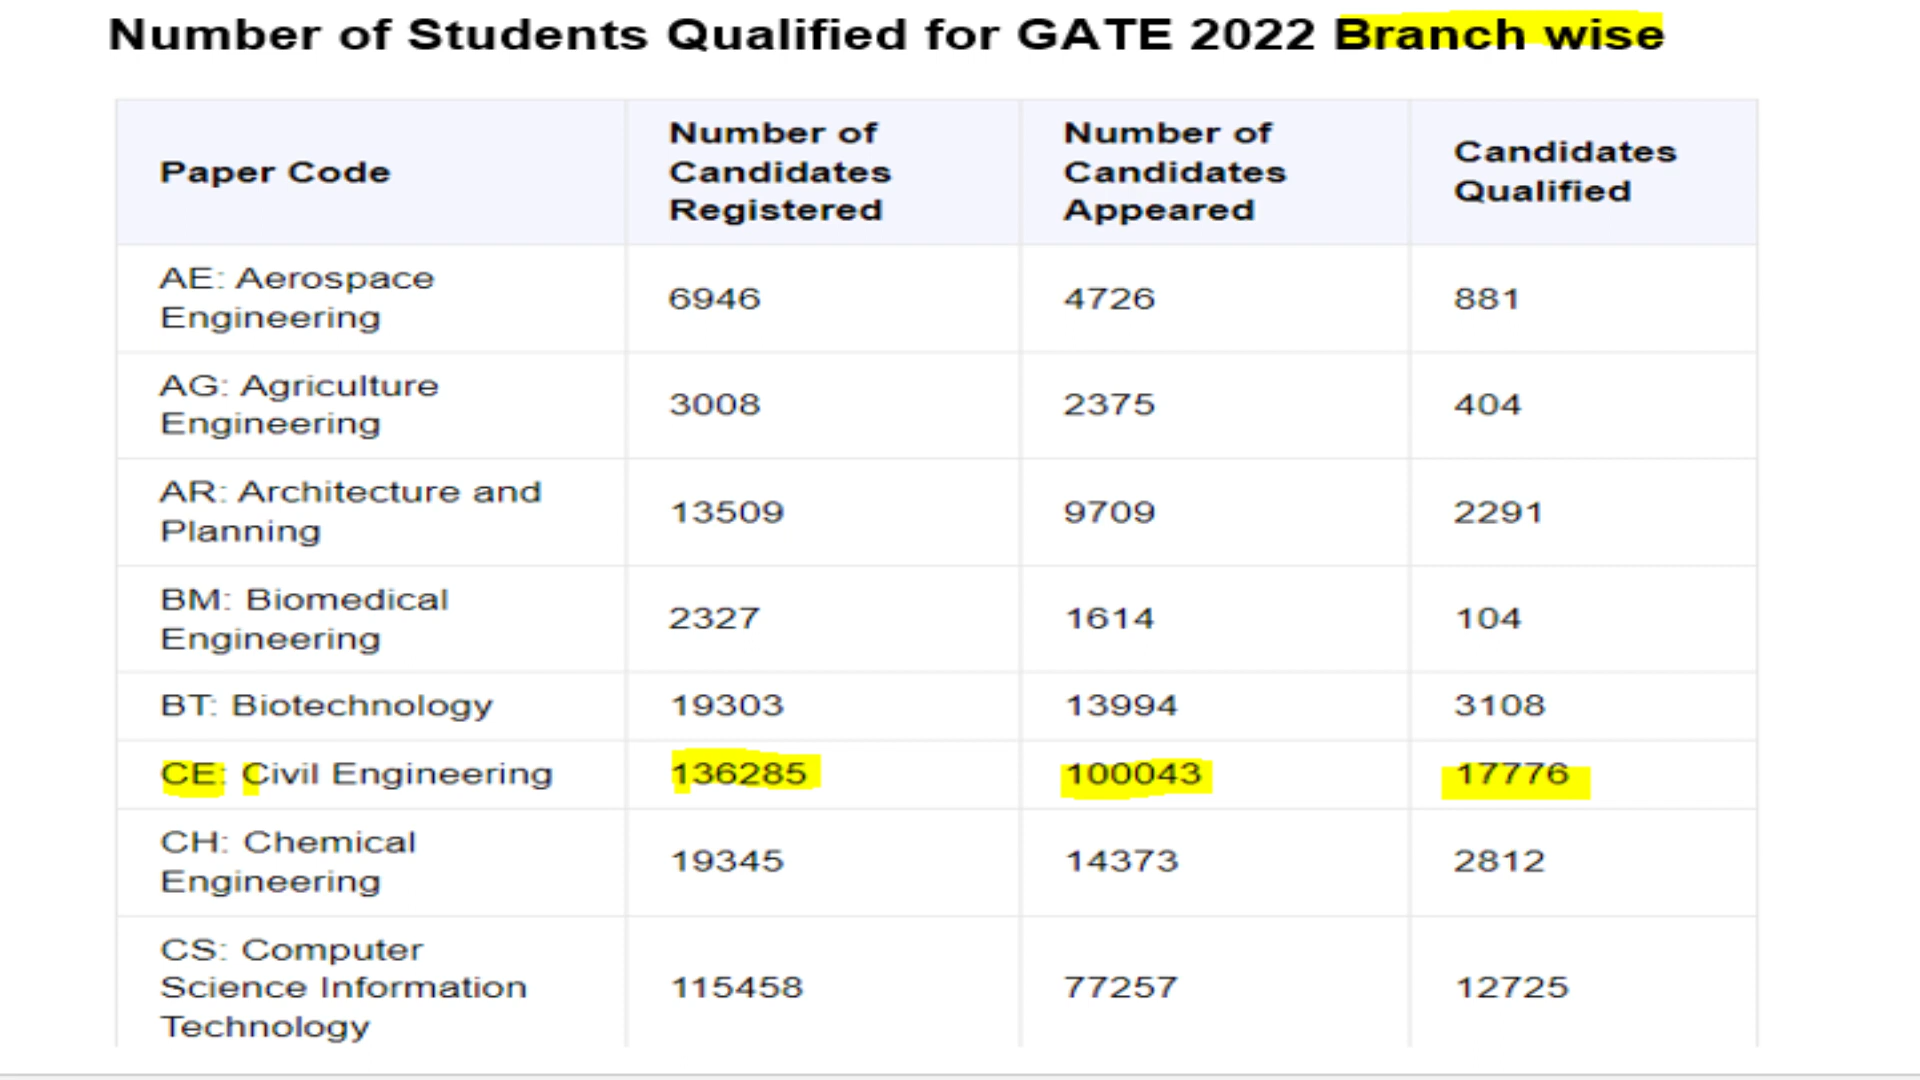 Number of Students Qualified for GATE 2022 Branch wise
Paper Code
Number of
Candidates
Registered
Number of
Candidates
Appeared
Candidates
Qualified
AE: Aerospace
Engineering
6946
4726
881
AG: Agriculture
Engineering
3008
2375
404
AR: Architecture and
Planning
13509
9709
2291
BM: Biomedical
Engineering
2327
1614
104
BT: Biotechnology
19303
13994
3108
CE: Civil Engineering
136285
100043
17776
CH: Chemical
Engineering
19345
14373
2812
CS: Computer
Science Information
Technology
115458
77257
12725